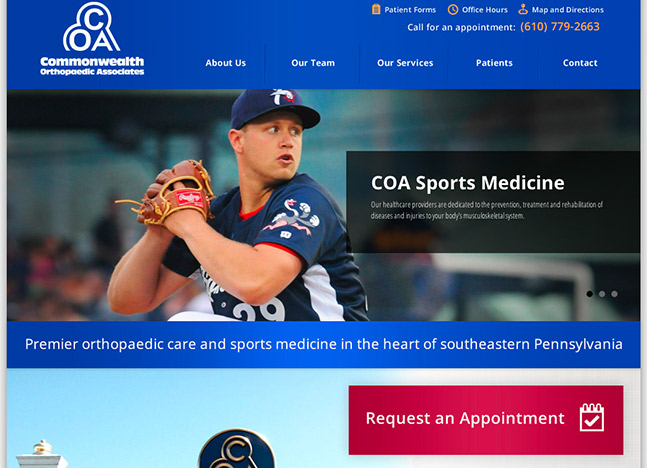 Patient Forms
Office Hours
Map and Directions
Call for an appointment: (610) 779-2663
COA
Commonwealth
Orthopaedic Associates
About Us
Our Team
Our Services
Patients
Contact
Rawlings
29
COA Sports Medicine
Our healthcare providers are dedicated to the prevention, treatment and rehabilitation of
diseases and injuries to your body's musculoskeletal system.
Premier orthopaedic care and sports medicine in the heart of southeastern Pennsylvania
Request an Appointment
COA